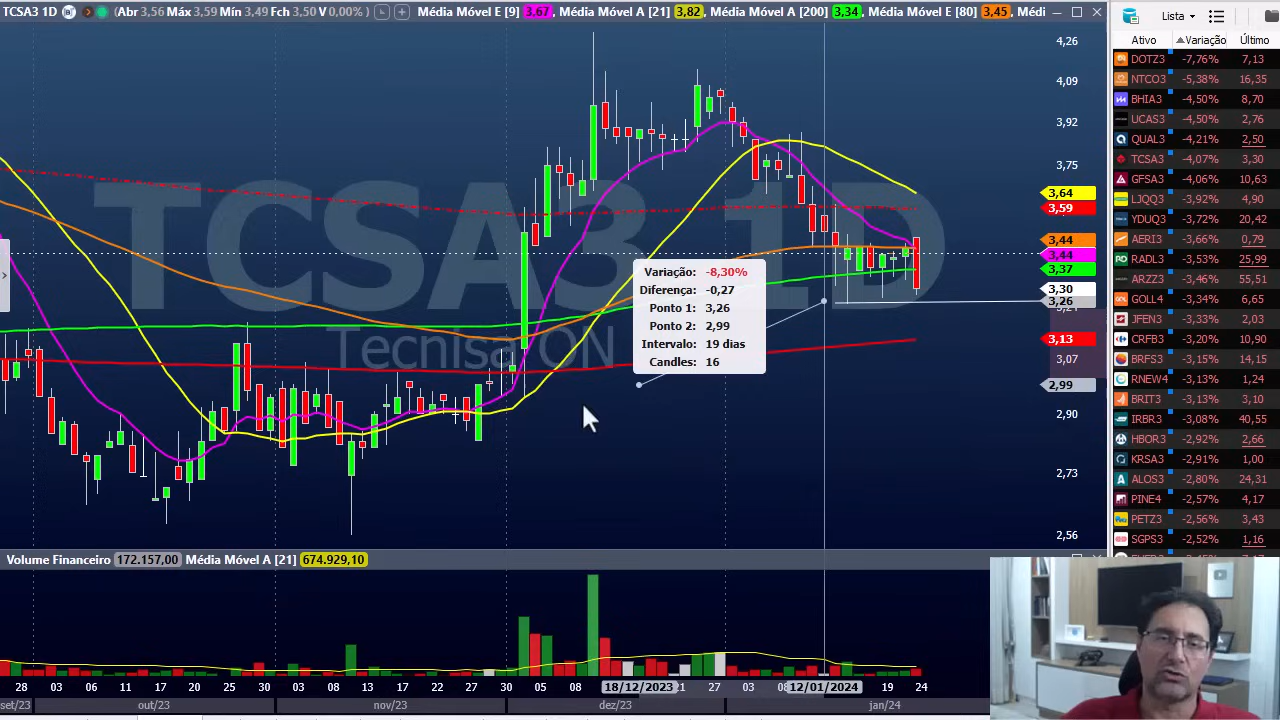 TCSA3 1D (Abr 3,56 Máx 3,59 Mín 3,49 Fch 3,50 V 0,00% ) Média Móvel E [9] 3,67, Média Móvel A [21] 3,82, Média Móvel A [200] 3,34, Média Móvel E [80] 3,45, Médi
TCSA3 1D
Tecnisa ON
Variação: -8,30%
Diferença: -0,27
Ponto 1: 3,26
Ponto 2: 2,99
Intervalo: 19 dias
Candles: 16
4,26
4,09
3,92
3,75
3,64
3,59
3,44
3,44
3,37
3,30
3,26
3,13
3,07
2,99
2,90
2,73
2,56
Volume Financeiro 172.157,00 Média Móvel A [21] 674.929,10
28 03 06 11 17 20 25 30 03 08 13 17 22 27 30 05 08 18/12/2023 21 27 03 12/01/2024 19 24
set/23 out/23 nov/23 dez/23 jan/24
Lista
Ativo Variação Último
DOTZ3 -7,76% 7,13
NTCO3 -5,38% 16,35
BHIA3 -4,50% 8,70
UCAS3 -4,50% 2,76
QUAL3 -4,21% 2,50
TCSA3 -4,07% 3,30
GFSA3 -4,06% 10,63
LJQQ3 -3,92% 4,90
YDUQ3 -3,72% 20,42
AERI3 -3,66% 0,79
RADL3 -3,53% 25,99
ARZZ3 -3,46% 55,51
GOLL4 -3,34% 6,65
JFEN3 -3,33% 2,03
CRFB3 -3,20% 10,90
BRFS3 -3,15% 14,15
RNEW4 -3,13% 1,24
BRIT3 -3,13% 3,10
IRBR3 -3,08% 40,55
HBOR3 -2,92% 2,66
KRSA3 -2,91% 1,00
ALOS3 -2,80% 24,31
PINE4 -2,57% 4,17
PETZ3 -2,56% 3,43
SGPS3 -2,52% 1,16